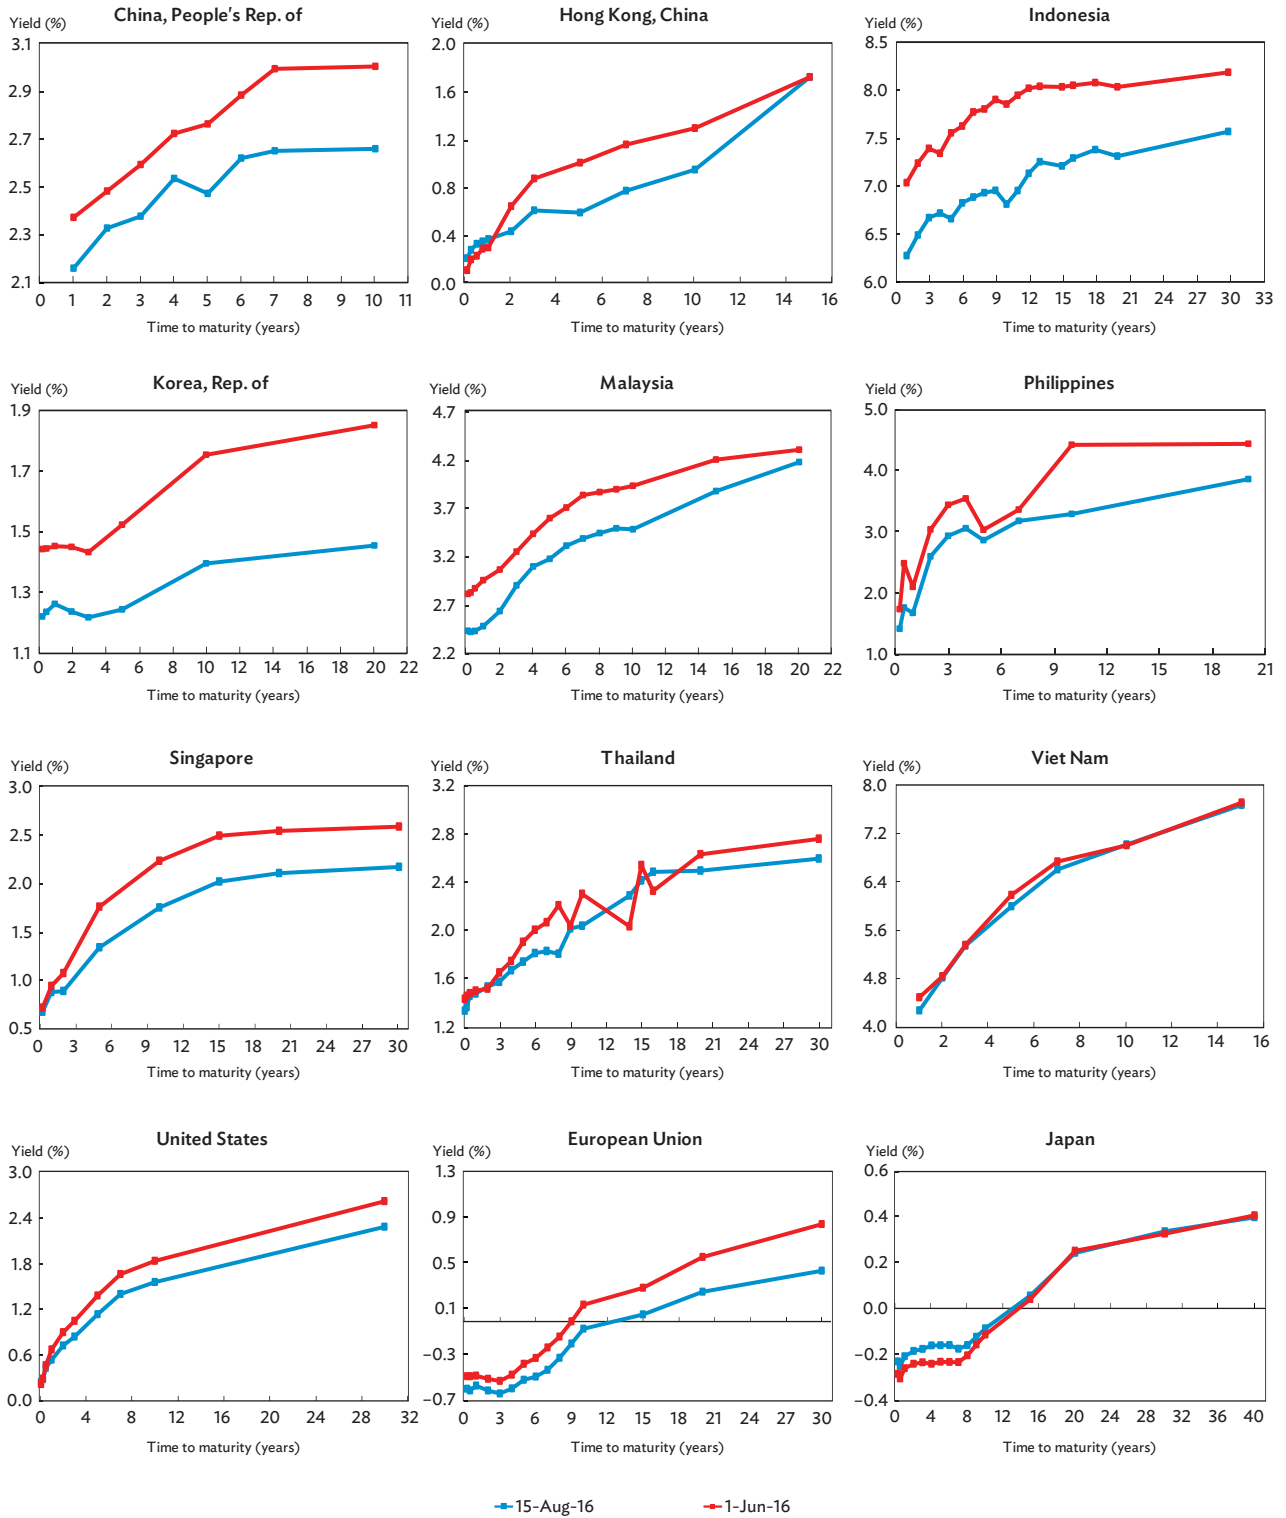 China, People's Rep. of
Yield (%)
3.1
2.9
2.7
2.5
2.3
2.1
0 1 2 3 4 5 6 7 8 9 10 11
Time to maturity (years)
Hong Kong, China
Yield (%)
2.0
1.6
1.2
0.8
0.4
0.0
0 2 4 6 8 10 12 14 16
Time to maturity (years)
Indonesia
Yield (%)
8.5
8.0
7.5
7.0
6.5
6.0
0 3 6 9 12 15 18 21 24 27 30 33
Time to maturity (years)
Korea, Rep. of
Yield (%)
1.9
1.7
1.5
1.3
1.1
0 2 4 6 8 10 12 14 16 18 20 22
Time to maturity (years)
Malaysia
Yield (%)
4.7
4.2
3.7
3.2
2.7
2.2
0 2 4 6 8 10 12 14 16 18 20 22
Time to maturity (years)
Philippines
Yield (%)
5.0
4.0
3.0
2.0
1.0
0 3 6 9 12 15 18 21
Time to maturity (years)
Singapore
Yield (%)
3.0
2.5
2.0
1.5
1.0
0.5
0 3 6 9 12 15 18 21 24 27 30
Time to maturity (years)
Thailand
Yield (%)
3.2
2.8
2.4
2.0
1.6
1.2
0 3 6 9 12 15 18 21 24 27 30
Time to maturity (years)
Viet Nam
Yield (%)
8.0
7.2
6.4
5.6
4.8
4.0
0 2 4 6 8 10 12 14 16
Time to maturity (years)
United States
Yield (%)
3.0
2.4
1.8
1.2
0.6
0.0
0 4 8 12 16 20 24 28 32
Time to maturity (years)
European Union
Yield (%)
1.3
0.9
0.5
0.1
–0.3
–0.7
0 3 6 9 12 15 18 21 24 27 30
Time to maturity (years)
Japan
Yield (%)
0.6
0.4
0.2
0.0
–0.2
–0.4
0 4 8 12 16 20 24 28 32 36 40
Time to maturity (years)
15-Aug-16 1-Jun-16